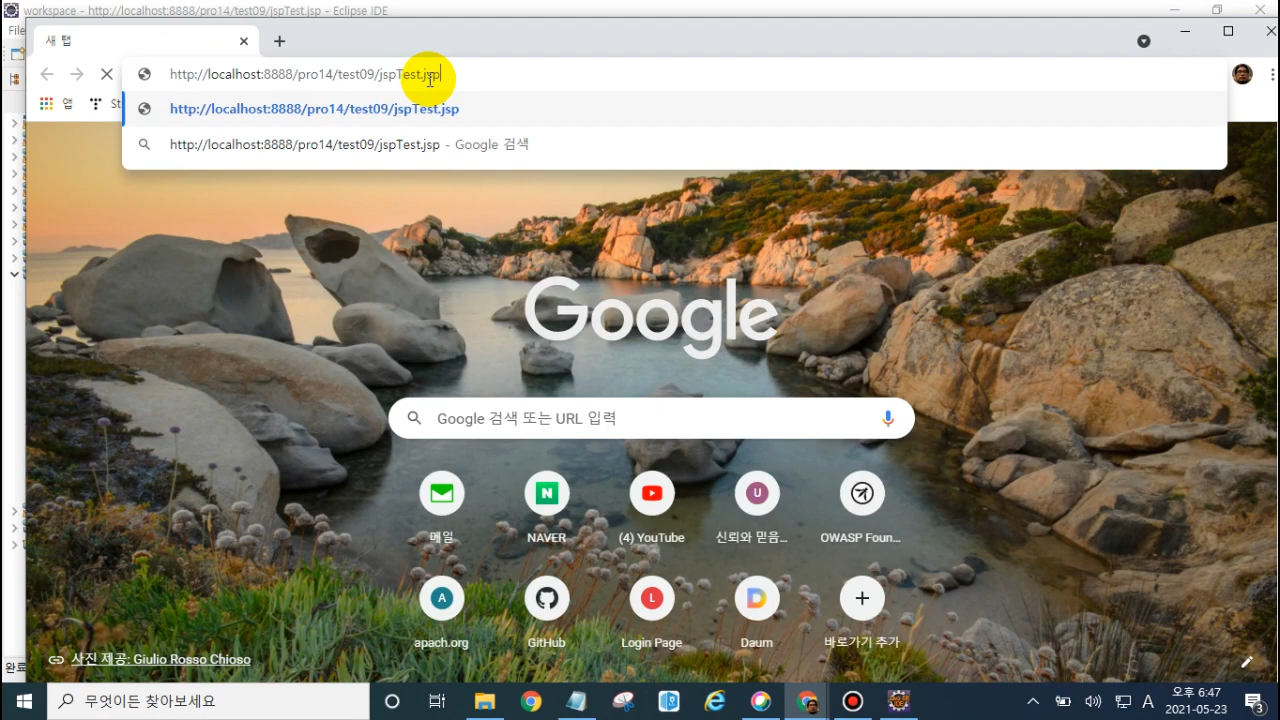 workspace - http://localhost:8888/pro14/test09/jspTest.jsp - Eclipse IDE
File
새 탭
http://localhost:8888/pro14/test09/jspTest.jsp
앱
St
http://localhost:8888/pro14/test09/jspTest.jsp
http://localhost:8888/pro14/test09/jspTest.jsp - Google 검색
Google
Google 검색 또는 URL 입력
N
U
메일
NAVER
(4) YouTube
신뢰와 믿음...
OWASP Foun...
A
L
D
apach.org
GitHub
Login Page
Daum
바로가기 추가
사진 제공: Giulio Rosso Chioso
완료
무엇이든 찾아보세요
A
오후 6:47
2021-05-23
3